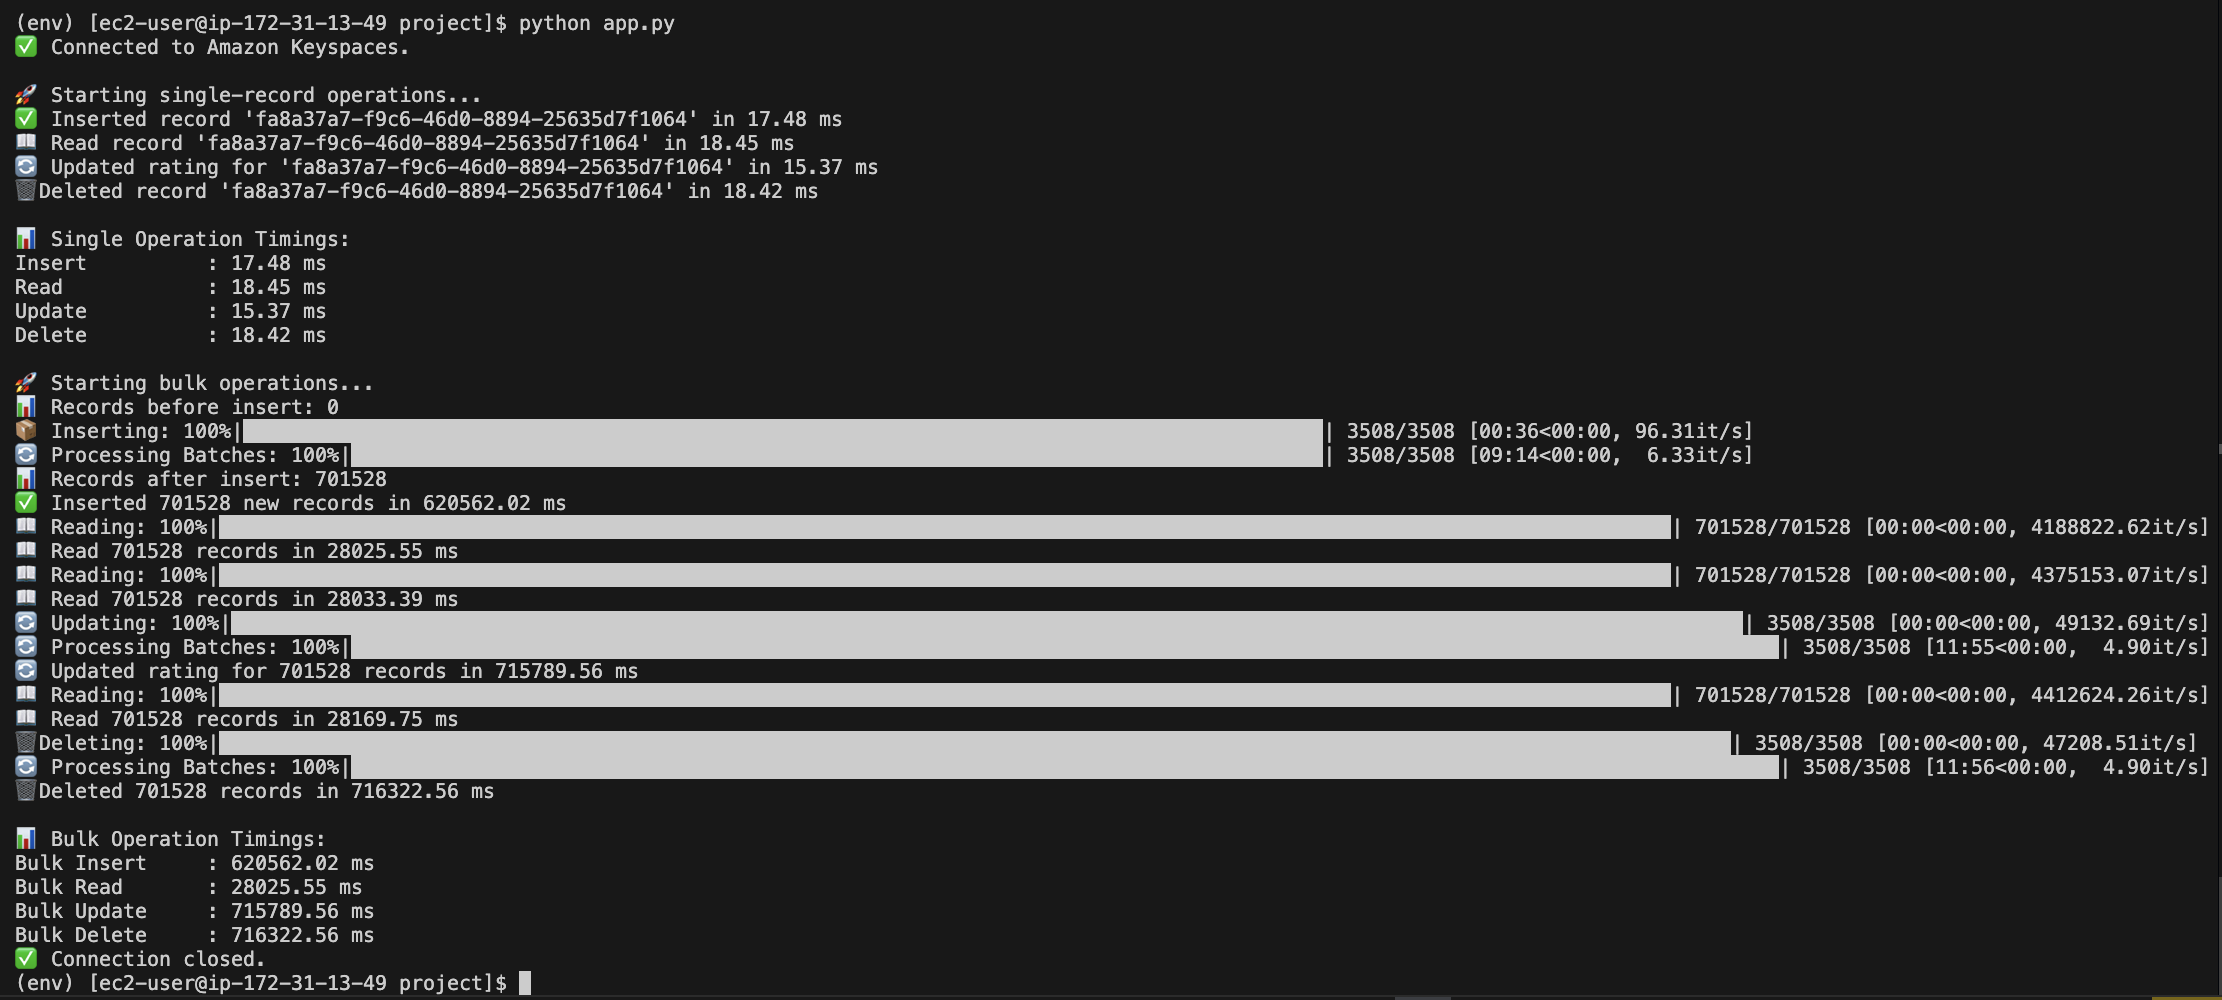 (env) [ec2-user@ip-172-31-13-49 project]$ python app.py
✅ Connected to Amazon Keyspaces.
🚀 Starting single-record operations...
✅ Inserted record 'fa8a37a7-f9c6-46d0-8894-25635d7f1064' in 17.48 ms
📖 Read record 'fa8a37a7-f9c6-46d0-8894-25635d7f1064' in 18.45 ms
🔄 Updated rating for 'fa8a37a7-f9c6-46d0-8894-25635d7f1064' in 15.37 ms
🗑️Deleted record 'fa8a37a7-f9c6-46d0-8894-25635d7f1064' in 18.42 ms
📊 Single Operation Timings:
Insert          : 17.48 ms
Read            : 18.45 ms
Update          : 15.37 ms
Delete          : 18.42 ms
🚀 Starting bulk operations...
📊 Records before insert: 0
📦 Inserting: 100%| | 3508/3508 [00:36<00:00, 96.31it/s]
🔄 Processing Batches: 100%| | 3508/3508 [09:14<00:00,  6.33it/s]
📊 Records after insert: 701528
✅ Inserted 701528 new records in 620562.02 ms
📖 Reading: 100%| | 701528/701528 [00:00<00:00, 4188822.62it/s]
📖 Read 701528 records in 28025.55 ms
📖 Reading: 100%| | 701528/701528 [00:00<00:00, 4375153.07it/s]
📖 Read 701528 records in 28033.39 ms
🔄 Updating: 100%| | 3508/3508 [00:00<00:00, 49132.69it/s]
🔄 Processing Batches: 100%| | 3508/3508 [11:55<00:00,  4.90it/s]
🔄 Updated rating for 701528 records in 715789.56 ms
📖 Reading: 100%| | 701528/701528 [00:00<00:00, 4412624.26it/s]
📖 Read 701528 records in 28169.75 ms
🗑️Deleting: 100%| | 3508/3508 [00:00<00:00, 47208.51it/s]
🔄 Processing Batches: 100%| | 3508/3508 [11:56<00:00,  4.90it/s]
🗑️Deleted 701528 records in 716322.56 ms
📊 Bulk Operation Timings:
Bulk Insert     : 620562.02 ms
Bulk Read       : 28025.55 ms
Bulk Update     : 715789.56 ms
Bulk Delete     : 716322.56 ms
✅ Connection closed.
(env) [ec2-user@ip-172-31-13-49 project]$